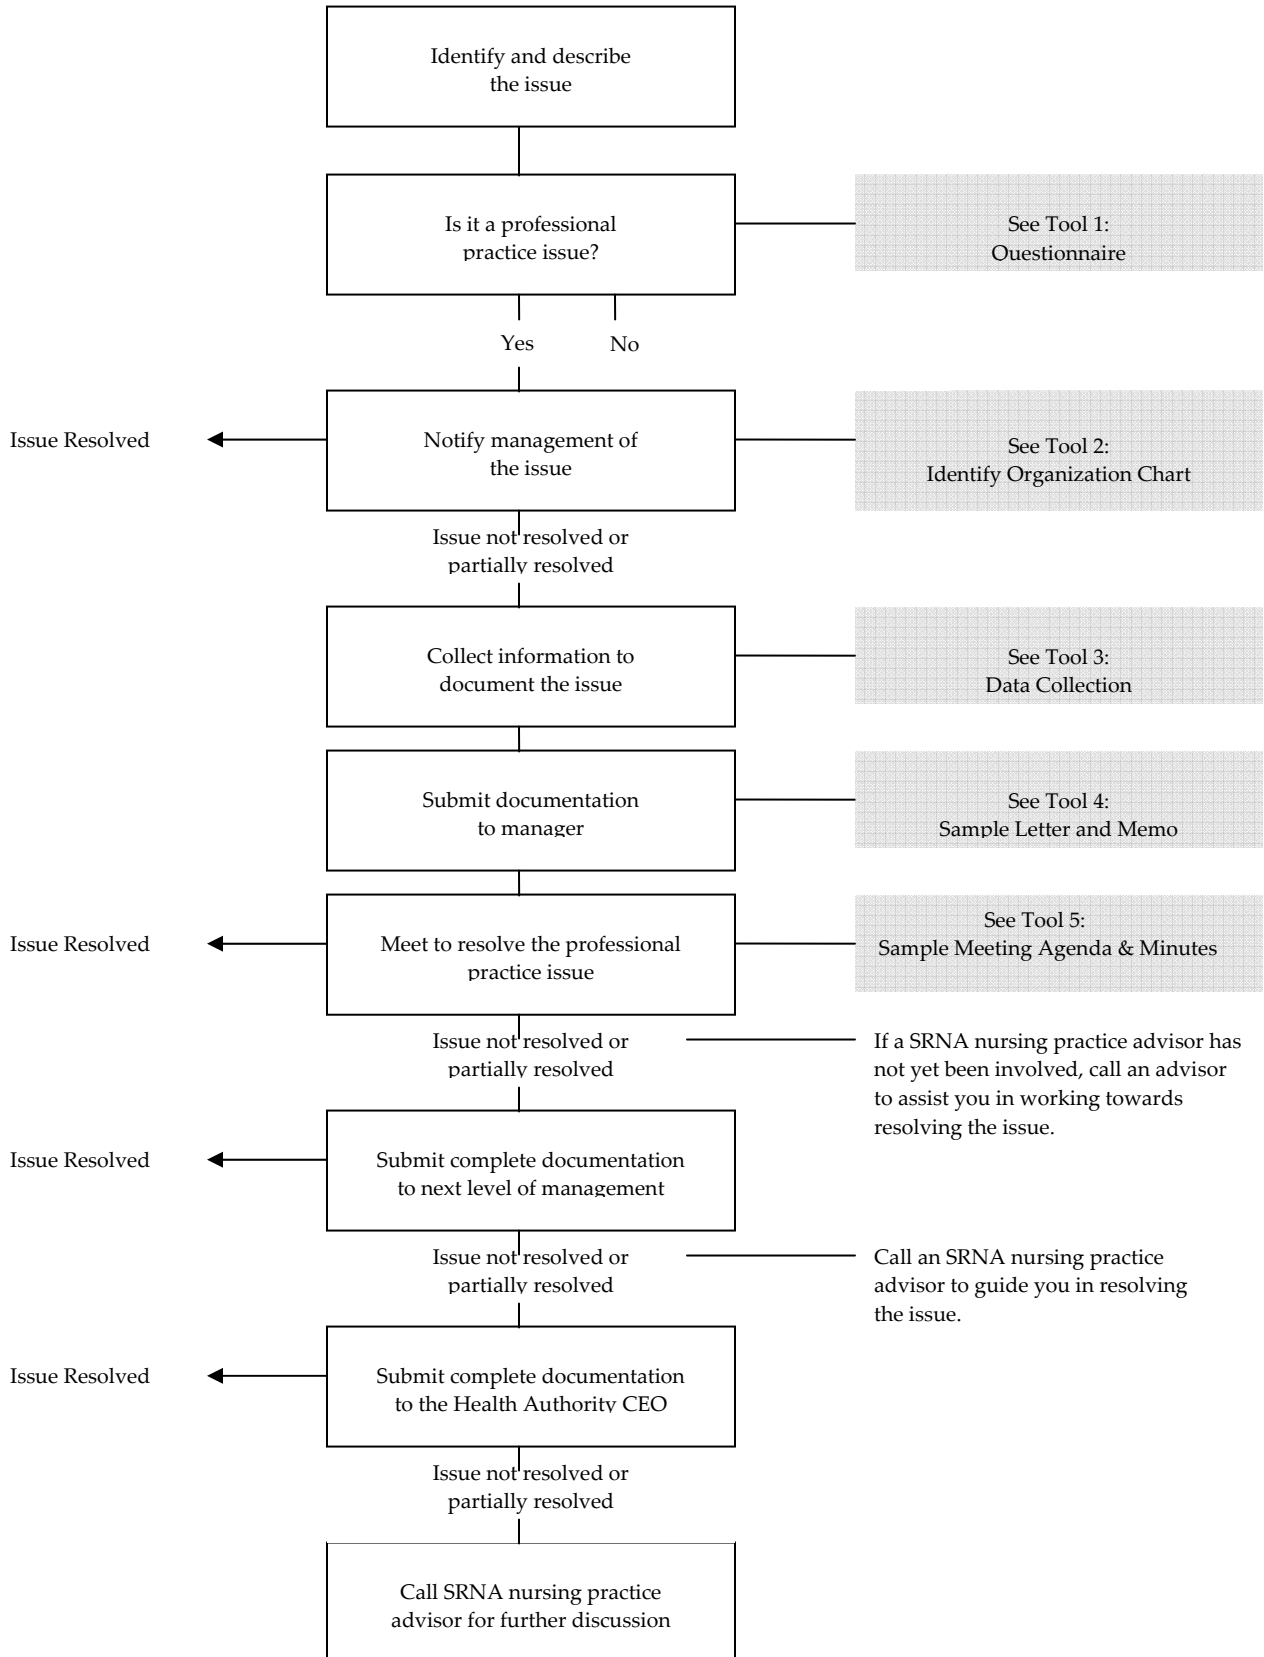 Identify and describe
the issue
Is it a professional
practice issue?
See Tool 1:
Questionnaire
Yes
No
Issue Resolved
Notify management of
the issue
See Tool 2:
Identify Organization Chart
Issue not resolved or
partially resolved
Collect information to
document the issue
See Tool 3:
Data Collection
Submit documentation
to manager
See Tool 4:
Sample Letter and Memo
Issue Resolved
Meet to resolve the professional
practice issue
See Tool 5:
Sample Meeting Agenda & Minutes
Issue not resolved or
partially resolved
If a SRNA nursing practice advisor has
not yet been involved, call an advisor
to assist you in working towards
resolving the issue.
Issue Resolved
Submit complete documentation
to next level of management
Issue not resolved or
partially resolved
Call an SRNA nursing practice
advisor to guide you in resolving
the issue.
Issue Resolved
Submit complete documentation
to the Health Authority CEO
Issue not resolved or
partially resolved
Call SRNA nursing practice
advisor for further discussion